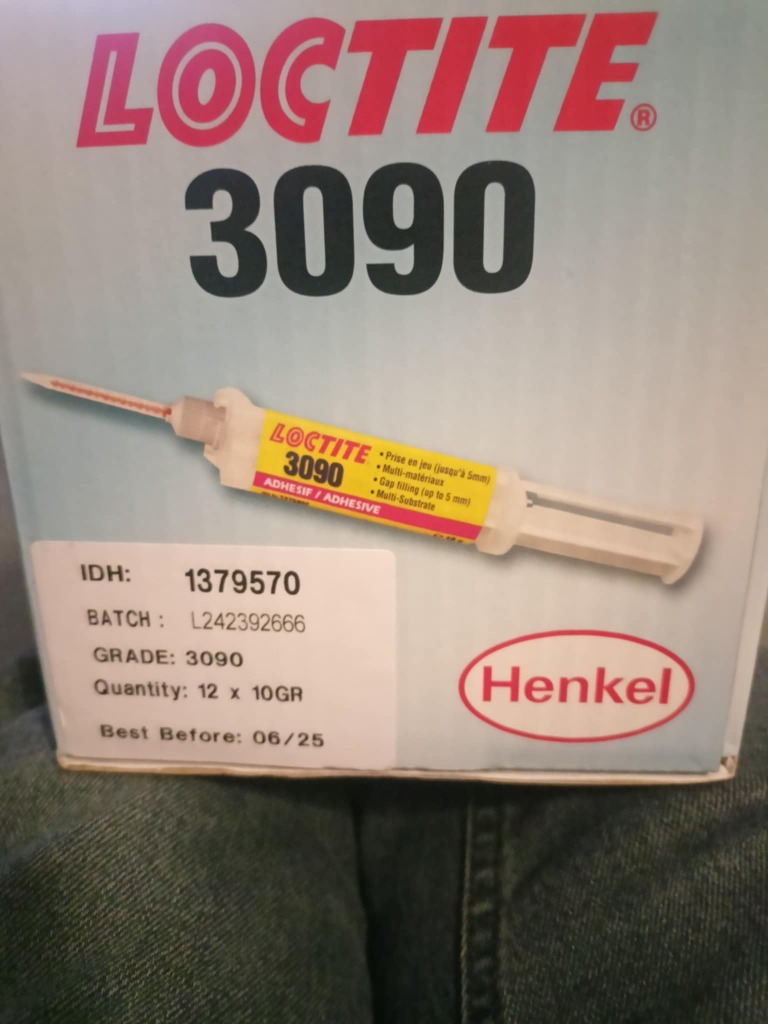 LOCTITE®
3090
LOCTITE
3090
ADHESIF / ADHESIVE
• Prise en jeu (jusqu'à 5mm)
• Multi-matériaux
• Gap filling (up to 5 mm)
• Multi-Substrate
IDH: 1379570
BATCH : L242392666
GRADE: 3090
Quantity: 12 x 10GR
Best Before: 06/25
Henkel